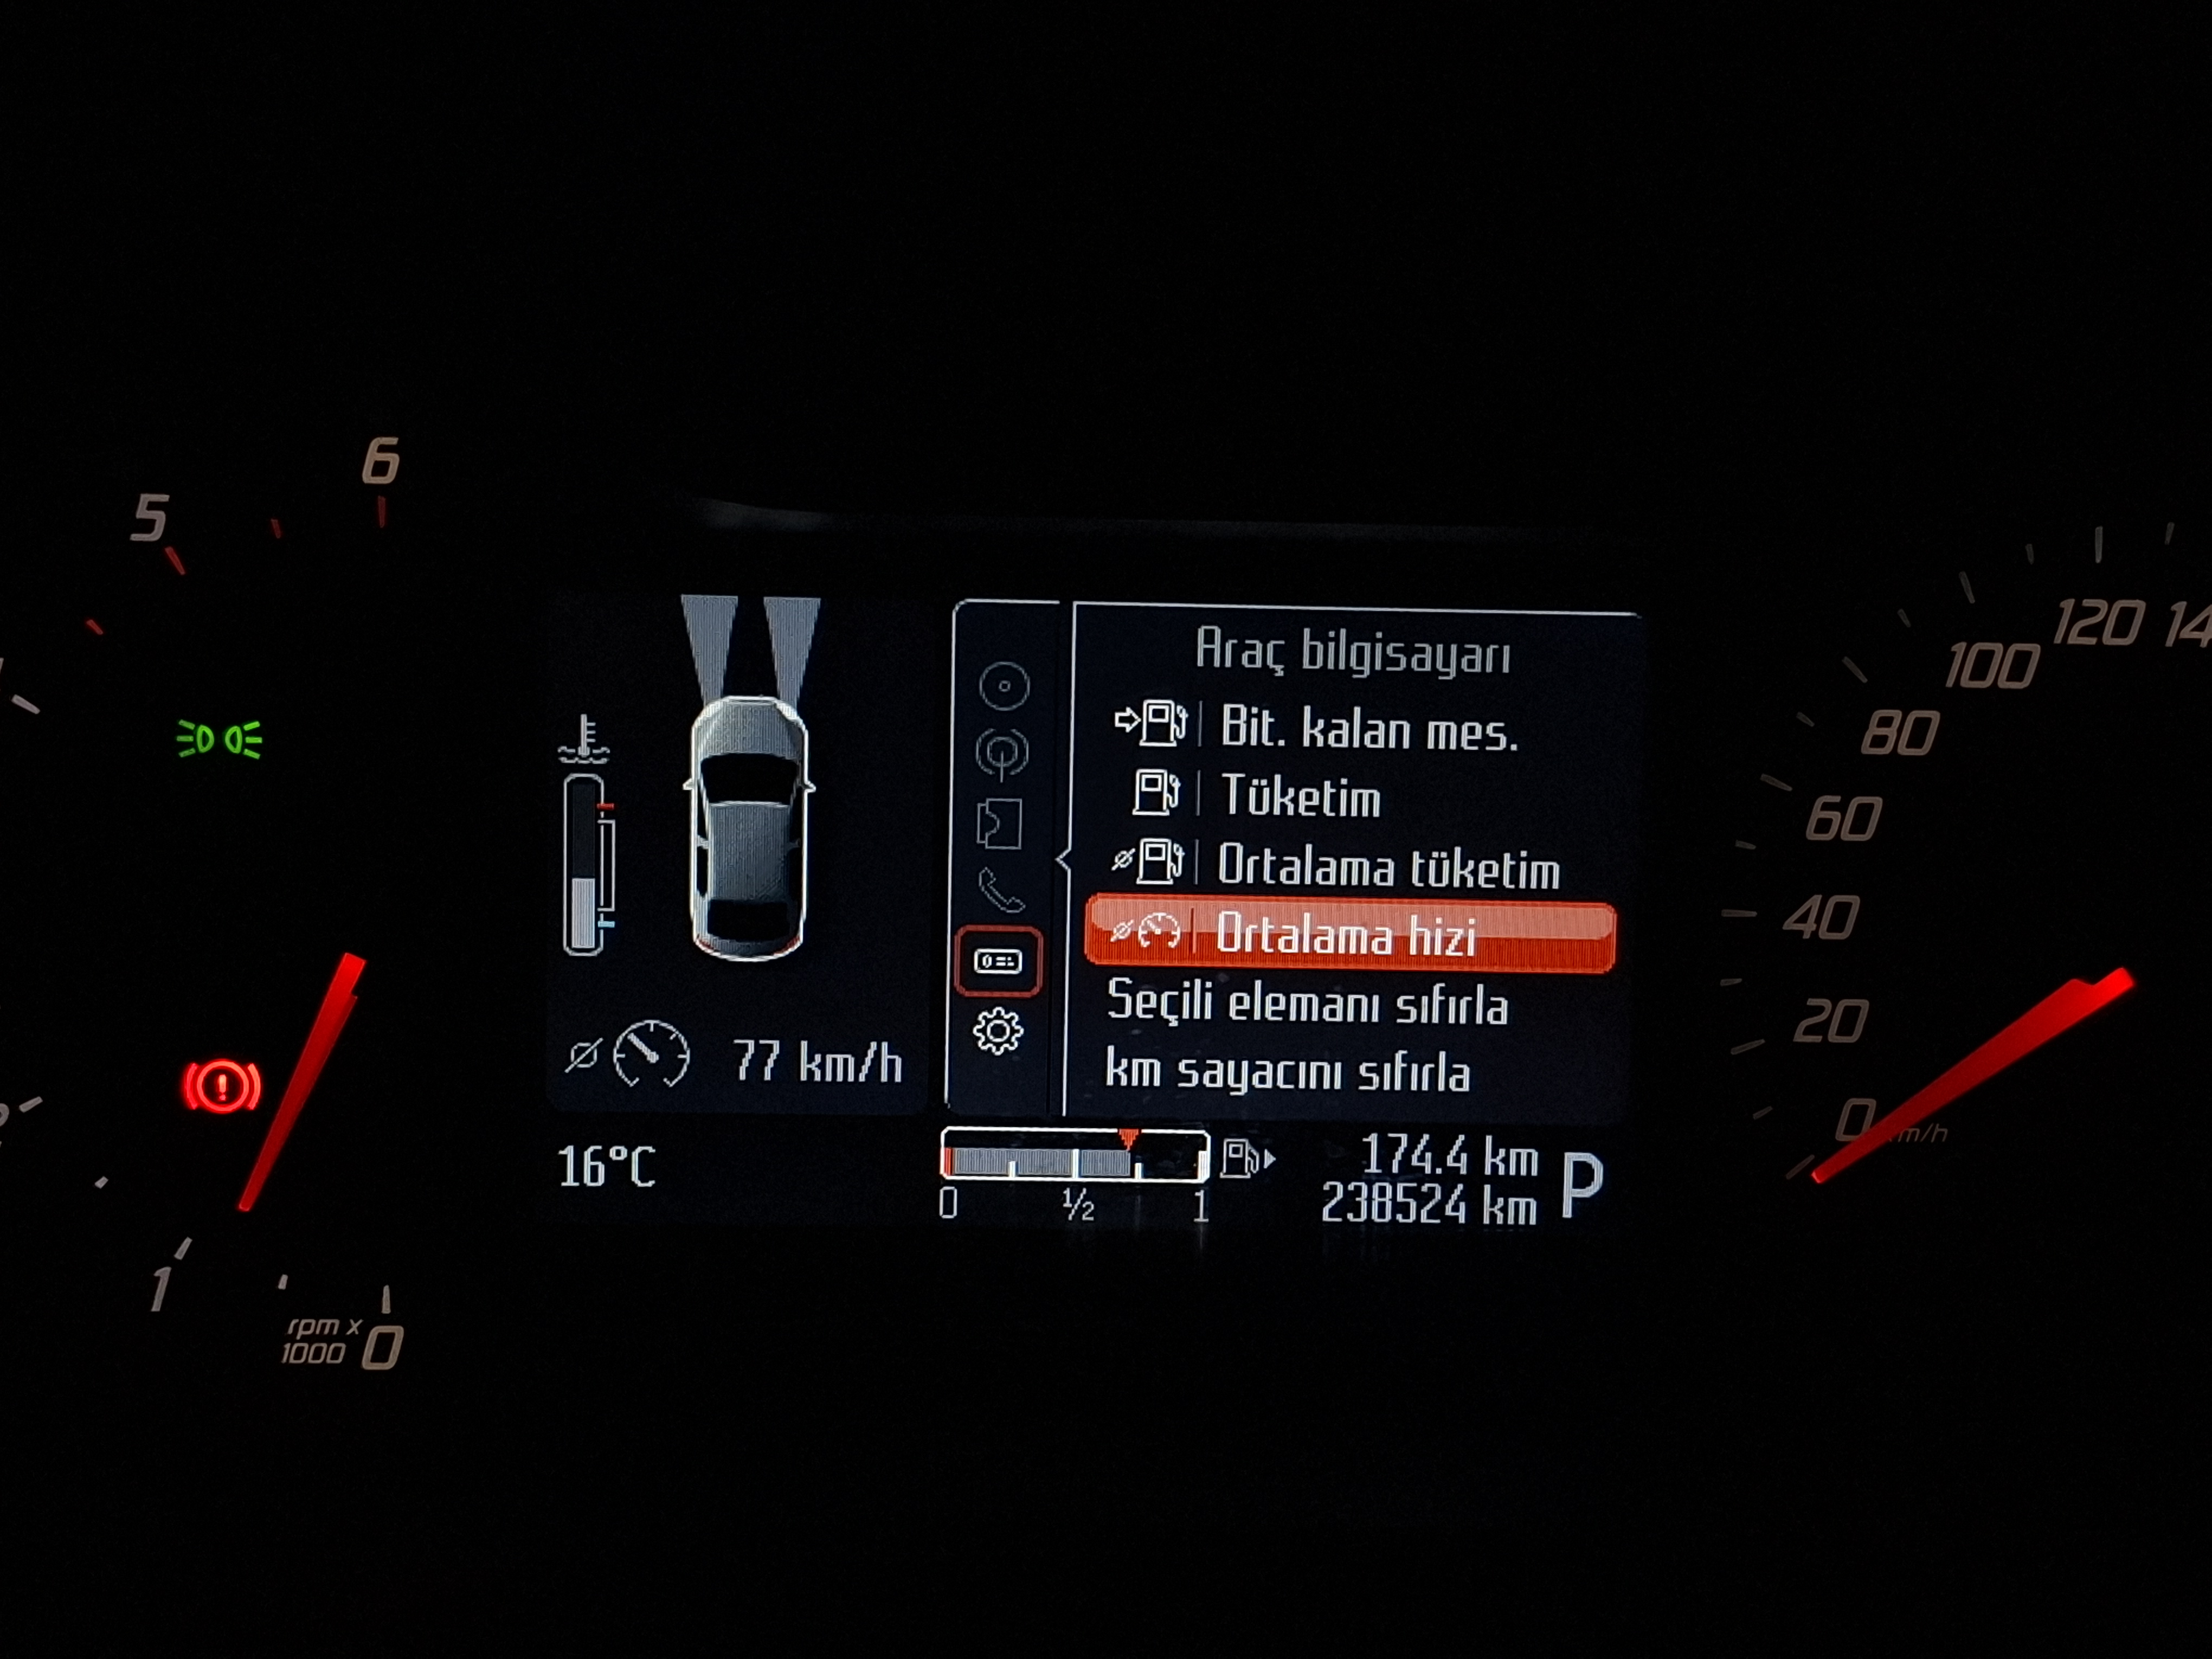 5
6
120
100
80
60
40
20
0
km/h
Araç bilgisayarı
Bit. kalan mes.
Tüketim
Ortalama tüketim
Ortalama hizi
Seçili elemanı sıfırla
km sayacını sıfırla
77 km/h
16°C
0
½
1
174.4 km
238524 km
P
1
rpm x
1000
0